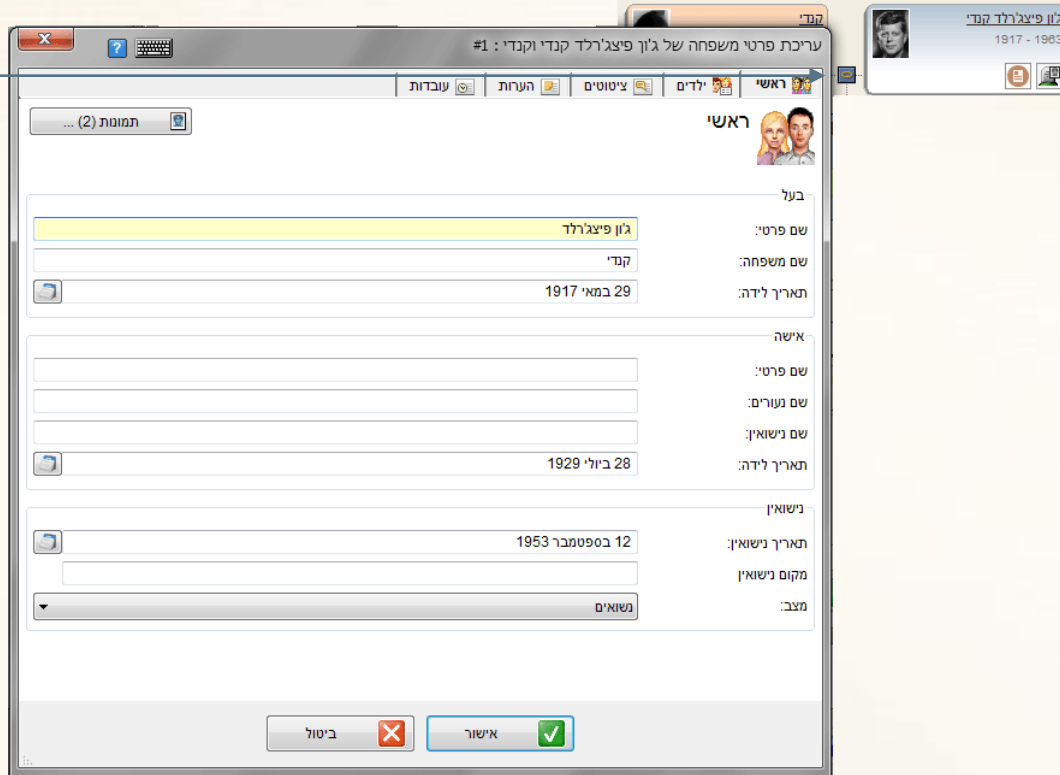 ג'ון פיצג'רלד קנדי
1917 - 1963
קנדי
עריכת פרטי משפחה של ג'ון פיצג'רלד קנדי וקנדי : #1
ראשי
ילדים
ציטוטים
הערות
עובדות
ראשי
תמונות (2) ...
בעל
שם פרטי:
ג'ון פיצג'רלד
שם משפחה:
קנדי
תאריך לידה:
29 במאי 1917
אישה
שם פרטי:
שם נעורים:
שם נישואין:
תאריך לידה:
28 ביולי 1929
נישואין
תאריך נישואין:
12 בספטמבר 1953
מקום נישואין
מצב:
נשואים
אישור
ביטול